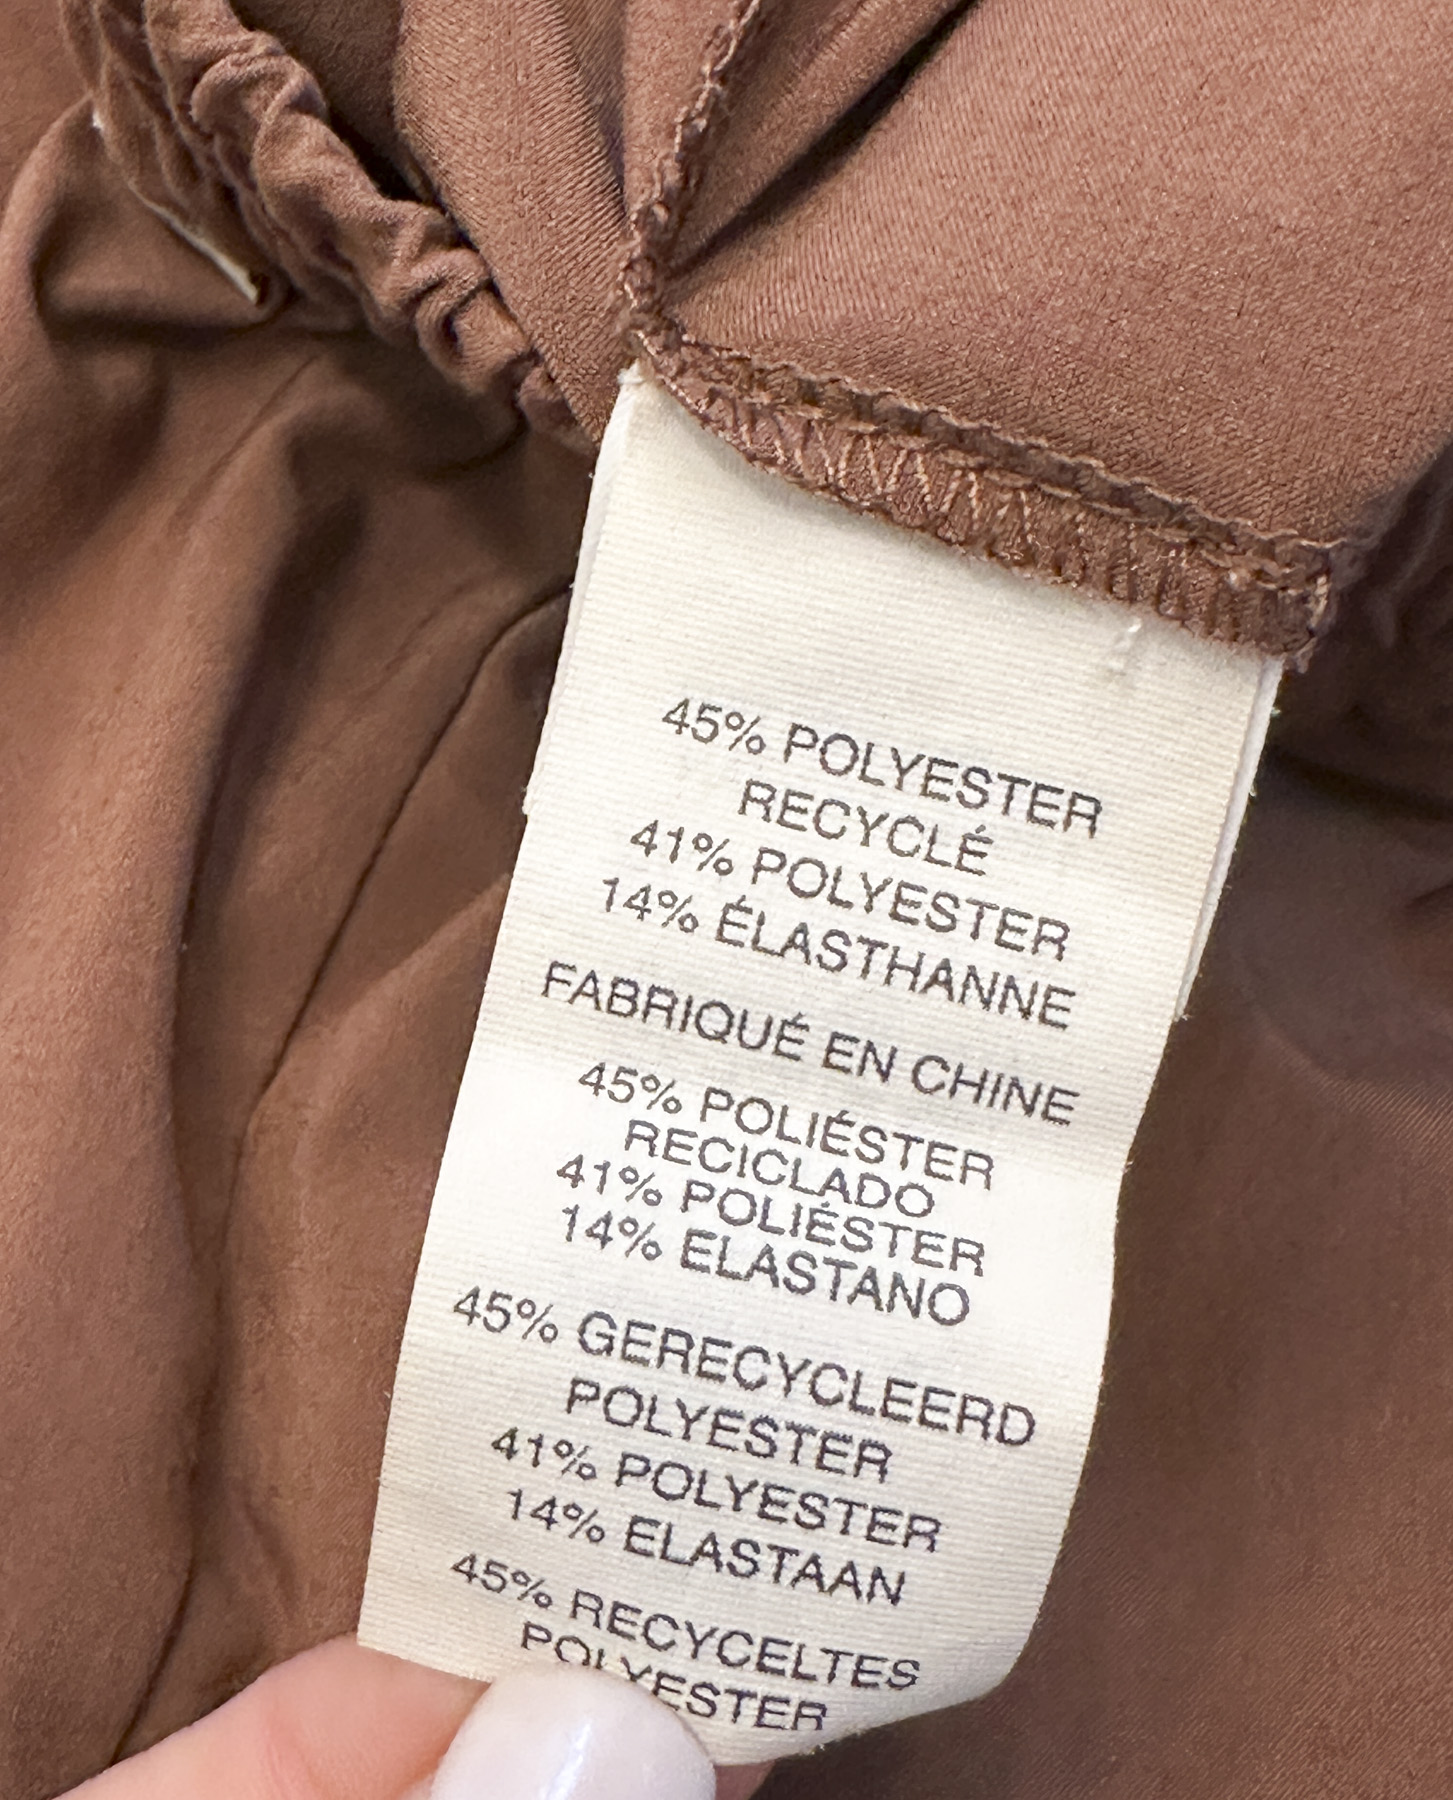 45% POLYESTER
RECYCLÉ
41% POLYESTER
14% ÉLASTHANNE
FABRIQUÉ EN CHINE
45% POLIÉSTER
RECICLADO
41% POLIÉSTER
14% ELASTANO
45% GERECYCLEERD
POLYESTER
41% POLYESTER
14% ELASTAAN
45% RECYCELTES
POLYESTER